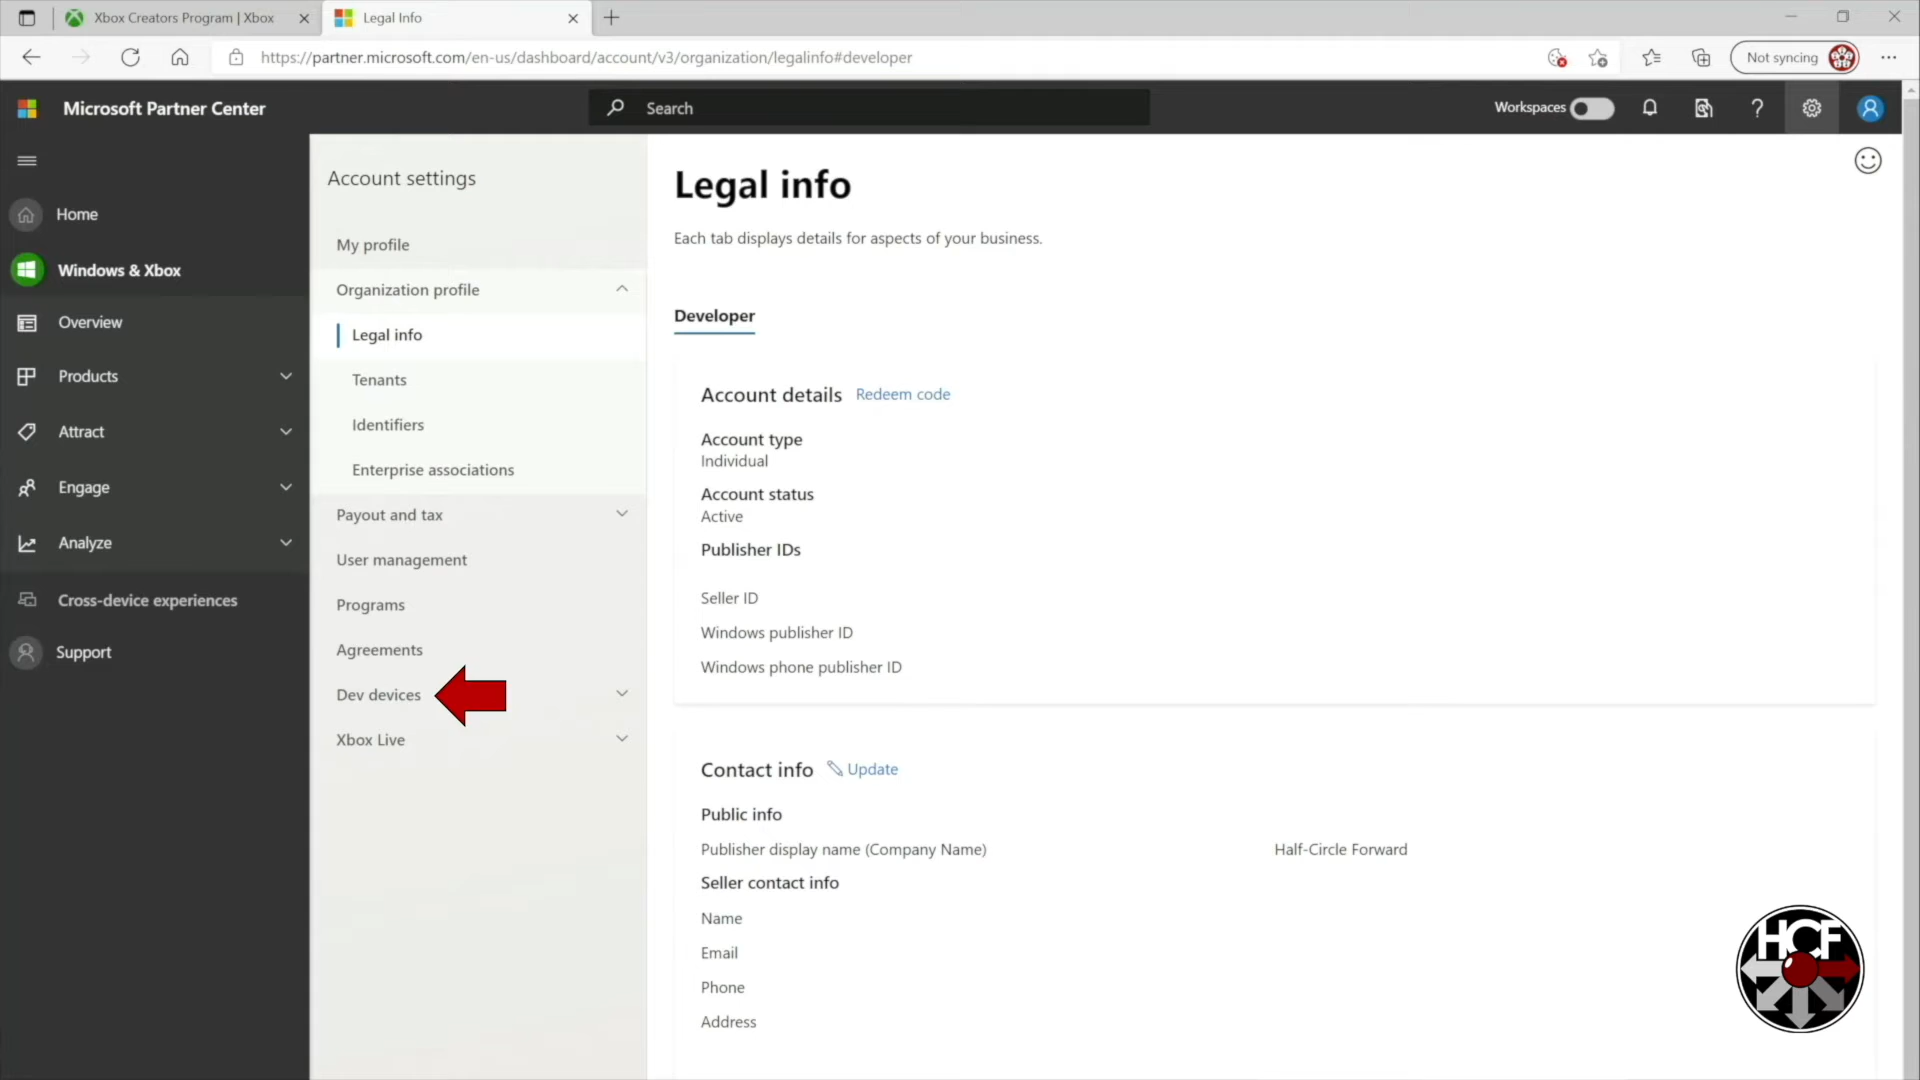 Xbox Creators Program | Xbox
Legal Info
https://partner.microsoft.com/en-us/dashboard/account/v3/organization/legalinfo#developer
Not syncing
Microsoft Partner Center
Search
Workspaces
Home
Windows & Xbox
Overview
Products
Attract
Engage
Analyze
Cross-device experiences
Support
Account settings
My profile
Organization profile
Legal info
Tenants
Identifiers
Enterprise associations
Payout and tax
User management
Programs
Agreements
Dev devices
Xbox Live
Legal info
Each tab displays details for aspects of your business.
Developer
Account details Redeem code
Account type
Individual
Account status
Active
Publisher IDs
Seller ID
Windows publisher ID
Windows phone publisher ID
Contact info Update
Public info
Publisher display name (Company Name) Half-Circle Forward
Seller contact info
Name
Email
Phone
Address
HCF